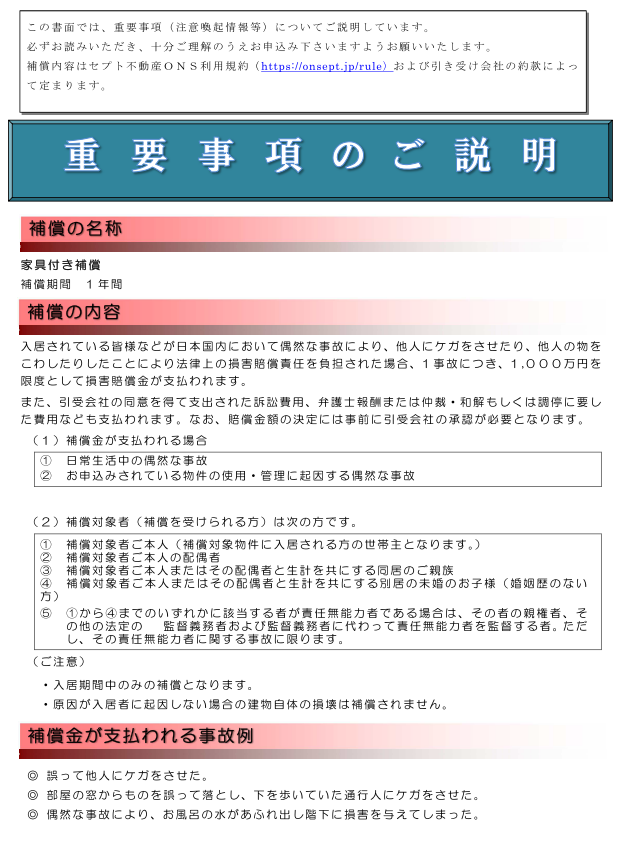 この書面では、重要事項（注意喚起情報等）についてご説明しています。
必ずお読みいただき、十分ご理解のうえお申込み下さいますようお願いいたします。
補償内容はセプト不動産ＯＮＳ利用規約（https://onsept.jp/rule）および引き受け会社の約款によっ
て定まります。
重要事項のご説明
補償の名称
家具付き補償
補償期間　１年間
補償の内容
入居されている皆様などが日本国内において偶然な事故により、他人にケガをさせたり、他人の物を
こわしたりしたことにより法律上の損害賠償責任を負担された場合、１事故につき、１,０００万円を
限度として損害賠償金が支払われます。
また、引受会社の同意を得て支出された訴訟費用、弁護士報酬または仲裁・和解もしくは調停に要し
た費用なども支払われます。なお、賠償金額の決定には事前に引受会社の承認が必要となります。
（１）補償金が支払われる場合
①　日常生活中の偶然な事故
②　お申込みされている物件の使用・管理に起因する偶然な事故
（２）補償対象者（補償を受けられる方）は次の方です。
①　補償対象者ご本人（補償対象物件に入居される方の世帯主となります。）
②　補償対象者ご本人の配偶者
③　補償対象者ご本人またはその配偶者と生計を共にする同居のご親族
④　補償対象者ご本人またはその配偶者と生計を共にする別居の未婚のお子様（婚姻歴のない
方）
⑤　①から④までのいずれかに該当する者が責任無能力者である場合は、その者の親権者、そ
の他の法定の　監督義務者および監督義務者に代わって責任無能力者を監督する者。ただ
し、その責任無能力者に関する事故に限ります。
（ご注意）
・入居期間中のみの補償となります。
・原因が入居者に起因しない場合の建物自体の損壊は補償されません。
補償金が支払われる事故例
◎ 誤って他人にケガをさせた。
◎ 部屋の窓からものを誤って落とし、下を歩いていた通行人にケガをさせた。
◎ 偶然な事故により、お風呂の水があふれ出し階下に損害を与えてしまった。